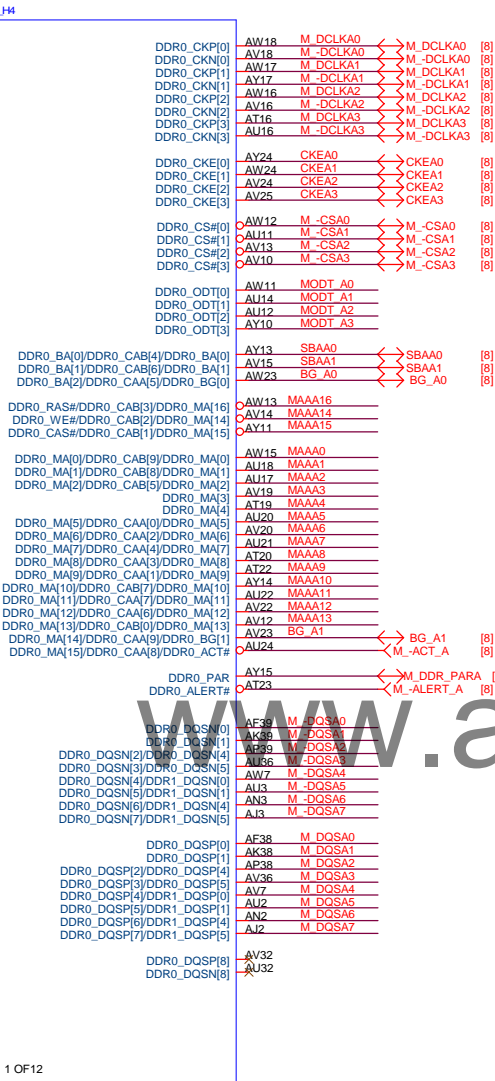 _H4
DDR0_CKP[0] AW18 M_DCLKA0 M_DCLKA0 [8]
DDR0_CKN[0] AV18 M_-DCLKA0 M_-DCLKA0 [8]
DDR0_CKP[1] AW17 M_DCLKA1 M_DCLKA1 [8]
DDR0_CKN[1] AY17 M_-DCLKA1 M_-DCLKA1 [8]
DDR0_CKP[2] AW16 M_DCLKA2 M_DCLKA2 [8]
DDR0_CKN[2] AV16 M_-DCLKA2 M_-DCLKA2 [8]
DDR0_CKP[3] AT16 M_DCLKA3 M_DCLKA3 [8]
DDR0_CKN[3] AU16 M_-DCLKA3 M_-DCLKA3 [8]
DDR0_CKE[0] AY24 CKEA0 CKEA0 [8]
DDR0_CKE[1] AW24 CKEA1 CKEA1 [8]
DDR0_CKE[2] AV24 CKEA2 CKEA2 [8]
DDR0_CKE[3] AV25 CKEA3 CKEA3 [8]
DDR0_CS#[0] AW12 M_-CSA0 M_-CSA0 [8]
DDR0_CS#[1] AU11 M_-CSA1 M_-CSA1 [8]
DDR0_CS#[2] AV13 M_-CSA2 M_-CSA2 [8]
DDR0_CS#[3] AV10 M_-CSA3 M_-CSA3 [8]
DDR0_ODT[0] AW11 MODT_A0
DDR0_ODT[1] AU14 MODT_A1
DDR0_ODT[2] AU12 MODT_A2
DDR0_ODT[3] AY10 MODT_A3
DDR0_BA[0]/DDR0_CAB[4]/DDR0_BA[0] AY13 SBAA0 SBAA0 [8]
DDR0_BA[1]/DDR0_CAB[6]/DDR0_BA[1] AV15 SBAA1 SBAA1 [8]
DDR0_BA[2]/DDR0_CAA[5]/DDR0_BG[0] AW23 BG_A0 BG_A0 [8]
DDR0_RAS#/DDR0_CAB[3]/DDR0_MA[16] AW13 MAAA16
DDR0_WE#/DDR0_CAB[2]/DDR0_MA[14] AV14 MAAA14
DDR0_CAS#/DDR0_CAB[1]/DDR0_MA[15] AY11 MAAA15
DDR0_MA[0]/DDR0_CAB[9]/DDR0_MA[0] AW15 MAAA0
DDR0_MA[1]/DDR0_CAB[8]/DDR0_MA[1] AU18 MAAA1
DDR0_MA[2]/DDR0_CAB[5]/DDR0_MA[2] AU17 MAAA2
DDR0_MA[3] AV19 MAAA3
DDR0_MA[4] AT19 MAAA4
DDR0_MA[5]/DDR0_CAA[0]/DDR0_MA[5] AU20 MAAA5
DDR0_MA[6]/DDR0_CAA[2]/DDR0_MA[6] AV20 MAAA6
DDR0_MA[7]/DDR0_CAA[4]/DDR0_MA[7] AU21 MAAA7
DDR0_MA[8]/DDR0_CAA[3]/DDR0_MA[8] AT20 MAAA8
DDR0_MA[9]/DDR0_CAA[1]/DDR0_MA[9] AT22 MAAA9
DDR0_MA[10]/DDR0_CAB[7]/DDR0_MA[10] AY14 MAAA10
DDR0_MA[11]/DDR0_CAA[7]/DDR0_MA[11] AU22 MAAA11
DDR0_MA[12]/DDR0_CAA[6]/DDR0_MA[12] AV22 MAAA12
DDR0_MA[13]/DDR0_CAB[0]/DDR0_MA[13] AV12 MAAA13
DDR0_MA[14]/DDR0_CAA[9]/DDR0_BG[1] AV23 BG_A1 BG_A1 [8]
DDR0_MA[15]/DDR0_CAA[8]/DDR0_ACT# AU24 M_-ACT_A [8]
DDR0_PAR AY15 M_DDR_PARA [
DDR0_ALERT# AT23 M_-ALERT_A [8]
www.a
DDR0_DQSN[0] AF39 M_-DQSA0
DDR0_DQSN[1] AK39 M_-DQSA1
DDR0_DQSN[2]/DDR0_DQSN[4] AP39 M_-DQSA2
DDR0_DQSN[3]/DDR0_DQSN[5] AU36 M_-DQSA3
DDR0_DQSN[4]/DDR1_DQSN[0] AW7 M_-DQSA4
DDR0_DQSN[5]/DDR1_DQSN[1] AU3 M_-DQSA5
DDR0_DQSN[6]/DDR1_DQSN[4] AN3 M_-DQSA6
DDR0_DQSN[7]/DDR1_DQSN[5] AJ3 M_-DQSA7
DDR0_DQSP[0] AF38 M_DQSA0
DDR0_DQSP[1] AK38 M_DQSA1
DDR0_DQSP[2]/DDR0_DQSP[4] AP38 M_DQSA2
DDR0_DQSP[3]/DDR0_DQSP[5] AV36 M_DQSA3
DDR0_DQSP[4]/DDR1_DQSP[0] AV7 M_DQSA4
DDR0_DQSP[5]/DDR1_DQSP[1] AU2 M_DQSA5
DDR0_DQSP[6]/DDR1_DQSP[4] AN2 M_DQSA6
DDR0_DQSP[7]/DDR1_DQSP[5] AJ2 M_DQSA7
DDR0_DQSP[8] AV32
DDR0_DQSN[8] AU32
1 OF12